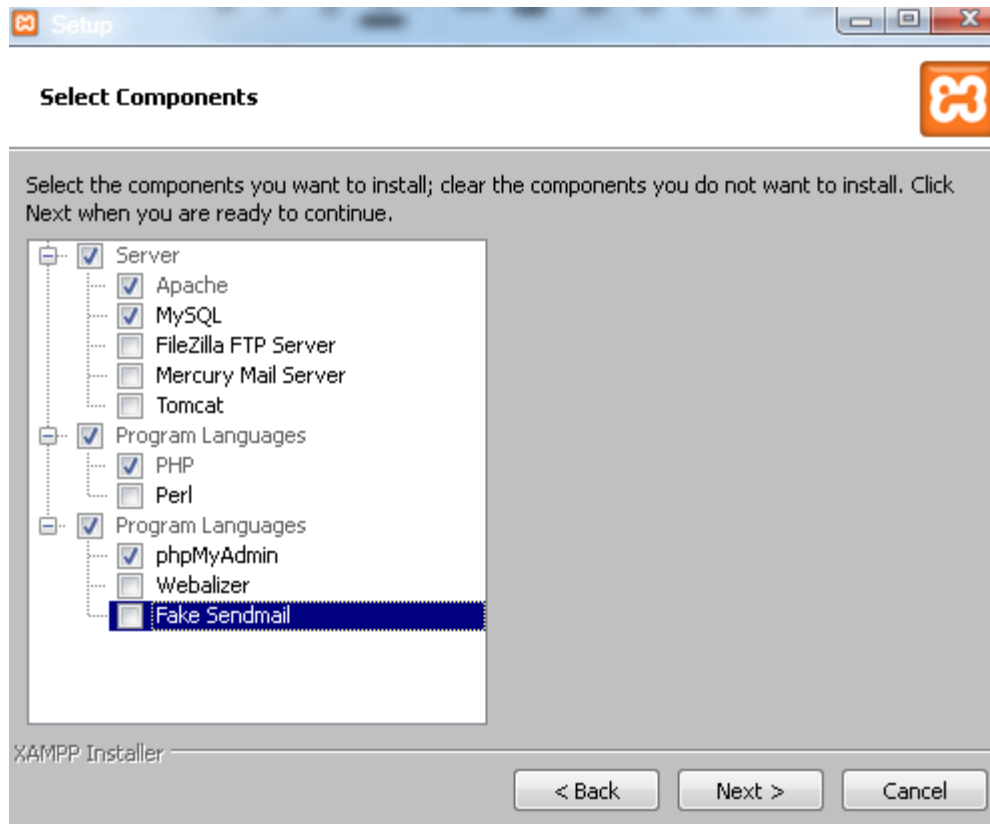 Setup
Select Components
Select the components you want to install; clear the components you do not want to install. Click
Next when you are ready to continue.
Server
Apache
MySQL
FileZilla FTP Server
Mercury Mail Server
Tomcat
Program Languages
PHP
Perl
Program Languages
phpMyAdmin
Webalizer
Fake Sendmail
XAMPP Installer
< Back
Next >
Cancel